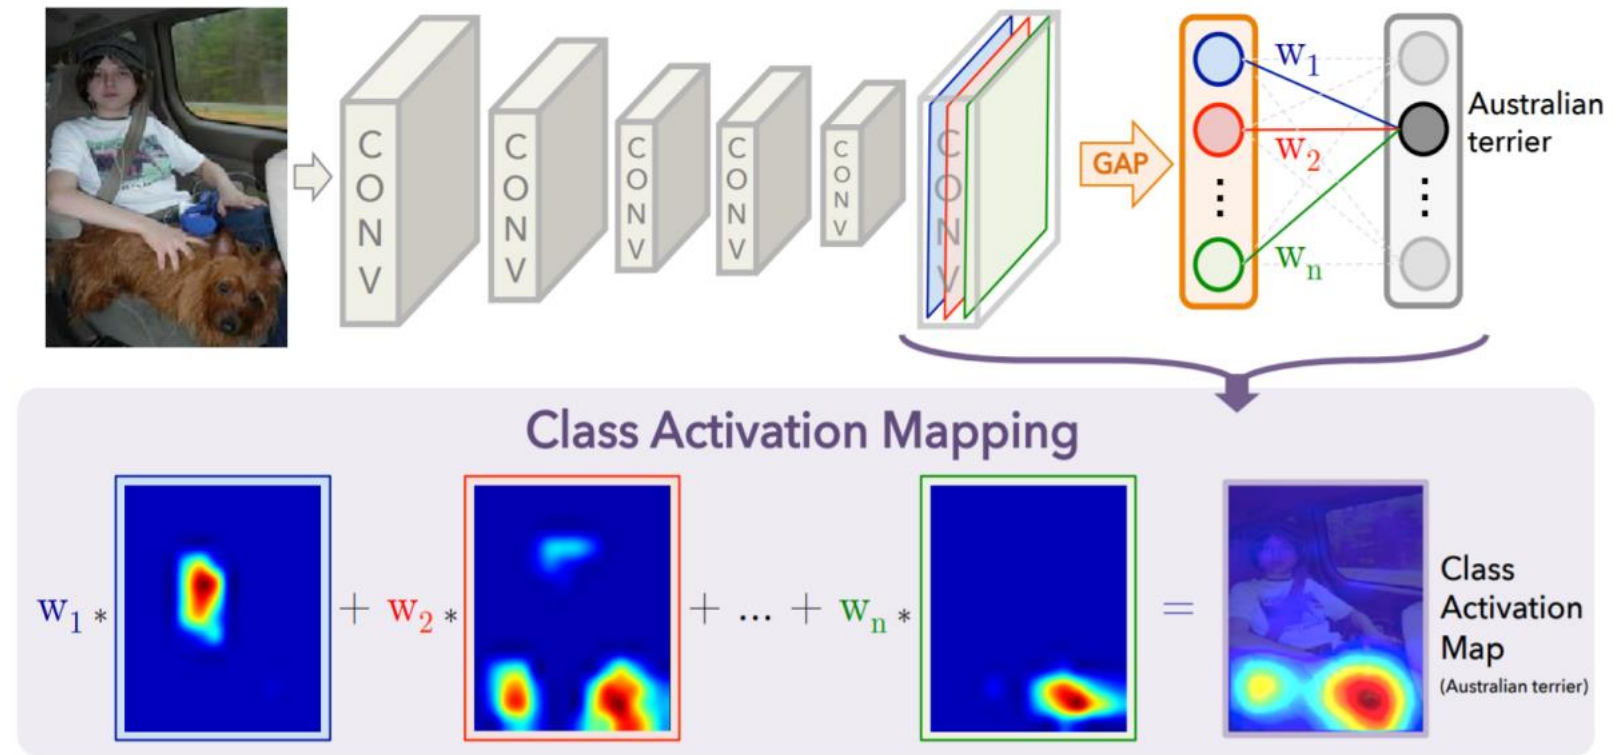 CONV
CONV
CONV
CONV
CONV
CONV
GAP
w1
w2
⋮
wn
⋮
Australian
terrier
Class Activation Mapping
w1 * + w2 * + ... + wn * =
Class
Activation
Map
(Australian terrier)